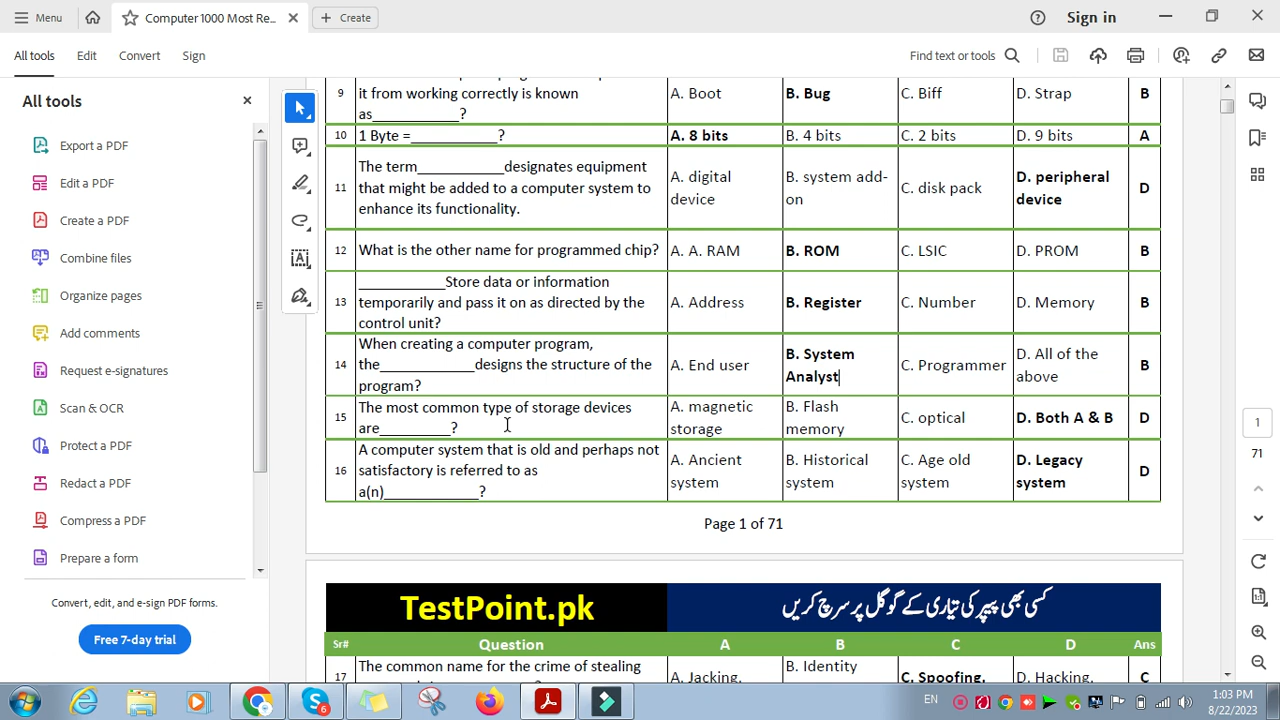 Menu
Computer 1000 Most Re...
Create
Sign in
All tools
Edit
Convert
Sign
Find text or tools
All tools
Export a PDF
Edit a PDF
Create a PDF
Combine files
Organize pages
Add comments
Request e-signatures
Scan & OCR
Protect a PDF
Redact a PDF
Compress a PDF
Prepare a form
Convert, edit, and e-sign PDF forms.
Free 7-day trial
9
it from working correctly is known
as____________?
A. Boot
B. Bug
C. Biff
D. Strap
B
10
1 Byte =____________?
A. 8 bits
B. 4 bits
C. 2 bits
D. 9 bits
A
11
The term____________designates equipment
that might be added to a computer system to
enhance its functionality.
A. digital
device
B. system add-
on
C. disk pack
D. peripheral
device
D
12
What is the other name for programmed chip?
A. A. RAM
B. ROM
C. LSIC
D. PROM
B
13
____________Store data or information
temporarily and pass it on as directed by the
control unit?
A. Address
B. Register
C. Number
D. Memory
B
14
When creating a computer program,
the_____________designs the structure of the
program?
A. End user
B. System
Analyst
C. Programmer
D. All of the
above
B
15
The most common type of storage devices
are__________?
A. magnetic
storage
B. Flash
memory
C. optical
D. Both A & B
D
16
A computer system that is old and perhaps not
satisfactory is referred to as
a(n)_____________?
A. Ancient
system
B. Historical
system
C. Age old
system
D. Legacy
system
D
Page 1 of 71
TestPoint.pk
کسی بھی پیپر کی تیاری کے گوگل پر سرچ کریں
Sr#
Question
A
B
C
D
Ans
17
The common name for the crime of stealing
A. Jacking,
B. Identity
C. Spoofing,
D. Hacking,
C
1
71
EN
1:03 PM
8/22/2023
6